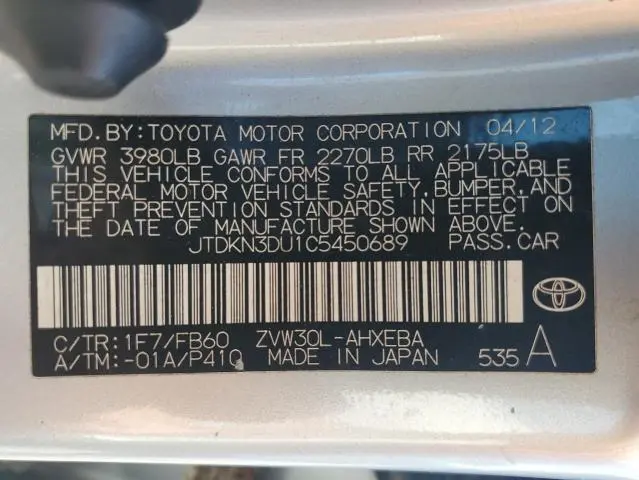 MFD. BY: TOYOTA MOTOR CORPORATION 04/12
GVWR 3980LB GAWR FR 2270LB RR 2175LB
THIS VEHICLE CONFORMS TO ALL APPLICABLE
FEDERAL MOTOR VEHICLE SAFETY, BUMPER, AND
THEFT PREVENTION STANDARDS IN EFFECT ON
THE DATE OF MANUFACTURE SHOWN ABOVE.
JTDKN3DU1C5450689 PASS. CAR
C/TR: 1F7/FB60 ZVW30L-AHXEBA
A/TM: -01A/P410 MADE IN JAPAN 535 A